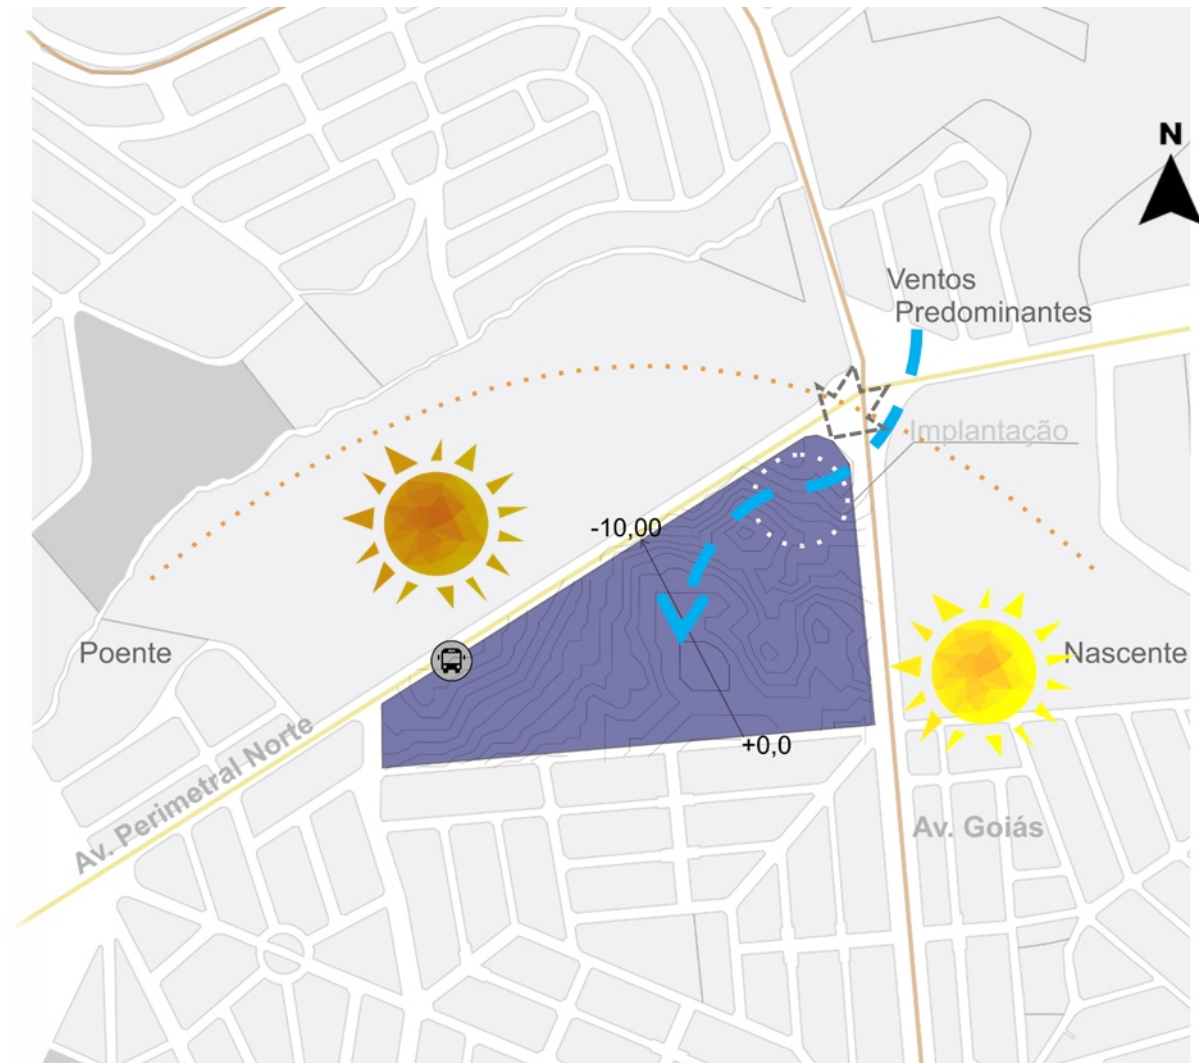 N
Ventos
Predominantes
Implantação
-10,00
Poente
Nascente
Av. Perimetral Norte
+0,0
Av. Goiás